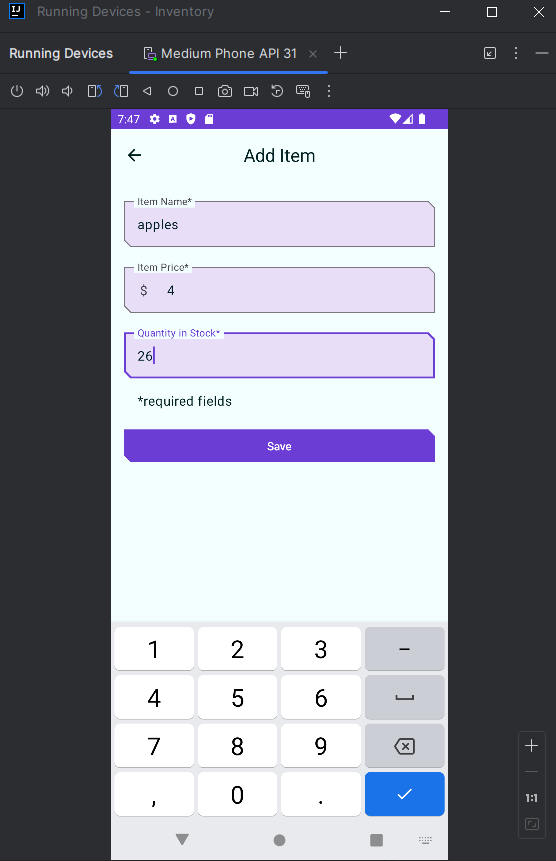 IJ Running Devices - Inventory
Running Devices Medium Phone API 31
7:47 A
Add Item
Item Name*
apples
Item Price*
$ 4
Quantity in Stock*
26
*required fields
Save
1 2 3 –
4 5 6
7 8 9
, 0 .
1:1